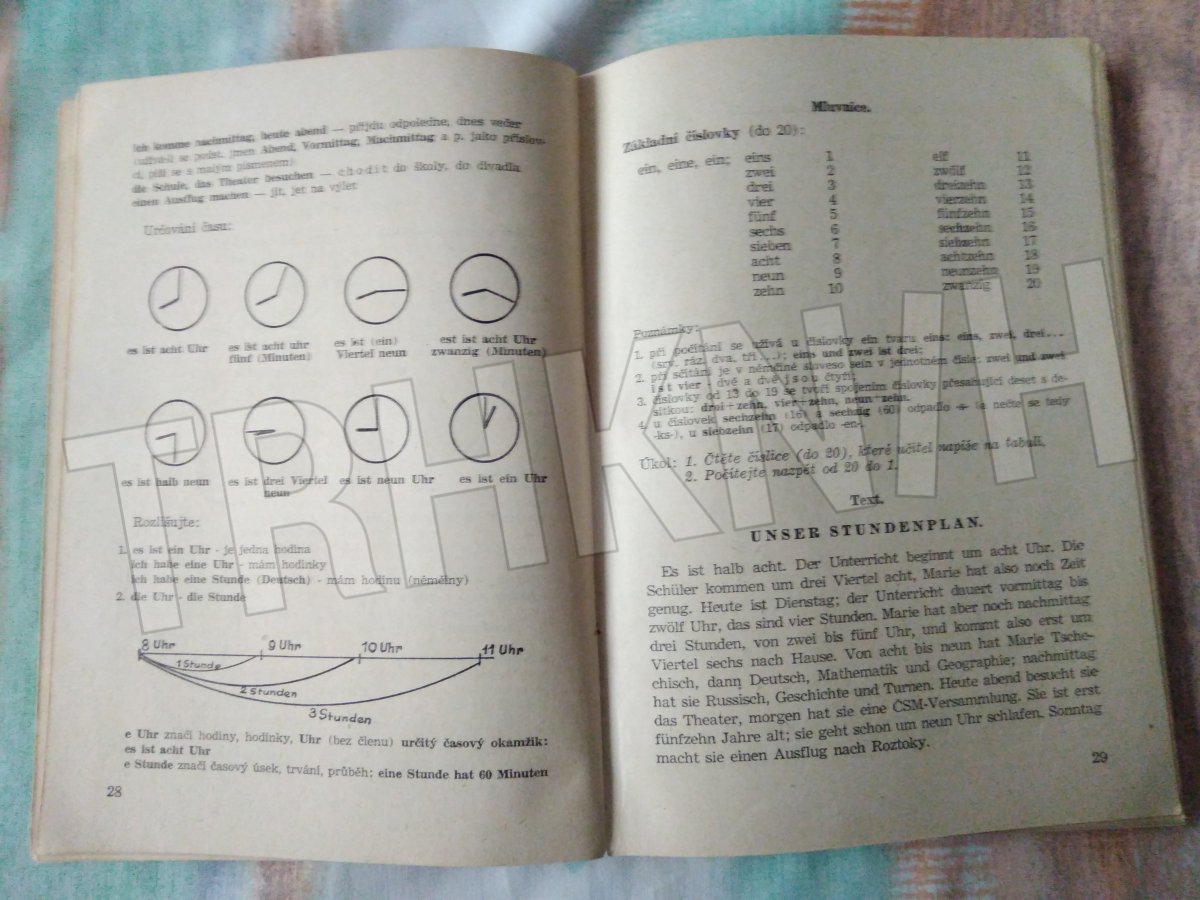 ich komme nachmittag, heute abend — přijdu odpoledne, dnes večer
(užívá-li se podst. jmen Abend, Vormittag, Nachmittag a p. jako příslov-
cí, píší se s malým písmenem)
die Schule, das Theater besuchen — chodit do školy, do divadla
einen Ausflug machen — jít, jet na výlet
Určování času:
es ist acht Uhr
es ist acht uhr
fünf (Minuten)
es ist (ein)
Viertel neun
est ist acht Uhr
zwanzig (Minuten)
es ist halb neun
es ist drei Viertel
neun
es ist neun Uhr
es ist ein Uhr
Rozlišujte:
1. es ist ein Uhr - je jedna hodina
ich habe eine Uhr - mám hodinky
ich habe eine Stunde (Deutsch) - mám hodinu (němčiny)
2. die Uhr - die Stunde
8 Uhr 9 Uhr 10 Uhr 11 Uhr
1 Stunde
2 Stunden
3 Stunden
e Uhr značí hodiny, hodinky, Uhr (bez členu) určitý časový okamžik:
es ist acht Uhr
e Stunde značí časový úsek, trvání, průběh: eine Stunde hat 60 Minuten
28
Mluvnice.
Základní číslovky (do 20):
ein, eine, ein; eins 1 elf 11
zwei 2 zwölf 12
drei 3 dreizehn 13
vier 4 vierzehn 14
fünf 5 fünfzehn 15
sechs 6 sechzehn 16
sieben 7 siebzehn 17
acht 8 achtzehn 18
neun 9 neunzehn 19
zehn 10 zwanzig 20
Poznámky:
1. při počítání se užívá u číslovky ein tvaru eins: eins, zwei, drei...
(srv. ráz, dva, tři...); eins und zwei ist drei;
2. při sčítání je v němčině sloveso sein v jednotném čísle: zwei und zwei
ist vier - dvě a dvě jsou čtyři;
3. číslovky od 13 do 19 se tvoří spojením číslovky přesahující deset s de-
sítkou: drei+zehn, vier+zehn, neun+zehn.
4. u číslovek sechzehn (16) a sechzig (60) odpadlo -s- (a nečte se tedy
-ks-), u siebzehn (17) odpadlo -en-.
Úkol: 1. Čtěte číslice (do 20), které učitel napíše na tabuli.
2. Počítejte nazpět od 20 do 1.
Text.
UNSER STUNDENPLAN.
Es ist halb acht. Der Unterricht beginnt um acht Uhr. Die
Schüler kommen um drei Viertel acht, Marie hat also noch Zeit
genug. Heute ist Dienstag; der Unterricht dauert vormittag bis
zwölf Uhr, das sind vier Stunden. Marie hat aber noch nachmittag
drei Stunden, von zwei bis fünf Uhr, und kommt also erst um
Viertel sechs nach Hause. Von acht bis neun hat Marie Tsche-
chisch, dann Deutsch, Mathematik und Geographie; nachmittag
hat sie Russisch, Geschichte und Turnen. Heute abend besucht sie
das Theater, morgen hat sie eine ČSM-Versammlung. Sie ist erst
fünfzehn Jahre alt; sie geht schon um neun Uhr schlafen. Sonntag
macht sie einen Ausflug nach Roztoky.
29
TRHKNIH